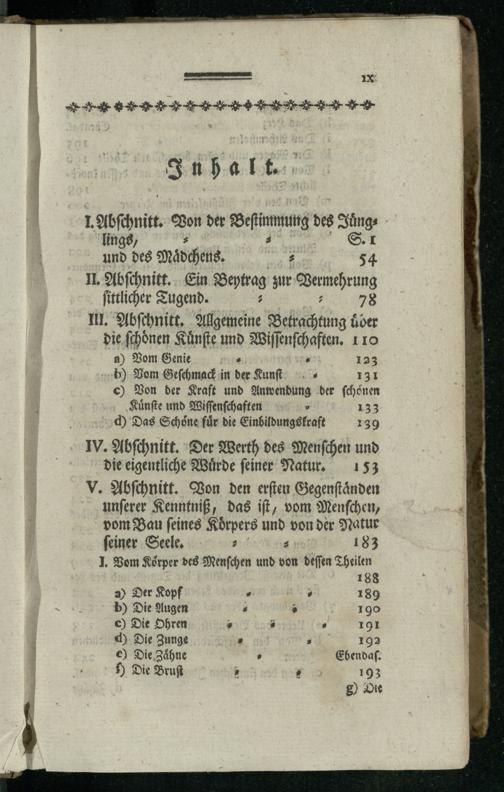 IX
Inhalt.
I. Abschnitt. Von der Bestimmung des Jüng-
lings, S. 1
und des Mädchens. 54
II. Abschnitt. Ein Beytrag zur Vermehrung
sittlicher Tugend. 78
III. Abschnitt. Allgemeine Betrachtung über
die schönen Künste und Wissenschaften. 110
a) Vom Genie 123
b) Vom Geschmack in der Kunst 131
c) Von der Kraft und Anwendung der schönen
Künste und Wissenschaften 133
d) Das Schöne für die Einbildungskraft 139
IV. Abschnitt. Der Werth des Menschen und
die eigentliche Würde seiner Natur. 153
V. Abschnitt. Von den ersten Gegenständen
unserer Kenntniß, das ist, vom Menschen,
vom Bau seines Körpers und von der Natur
seiner Seele. 183
I. Vom Körper des Menschen und von dessen Theilen
188
a) Der Kopf 189
b) Die Augen 190
c) Die Ohren 191
d) Die Zunge 192
e) Die Zähne Ebendas.
f) Die Brust 193
g) Die